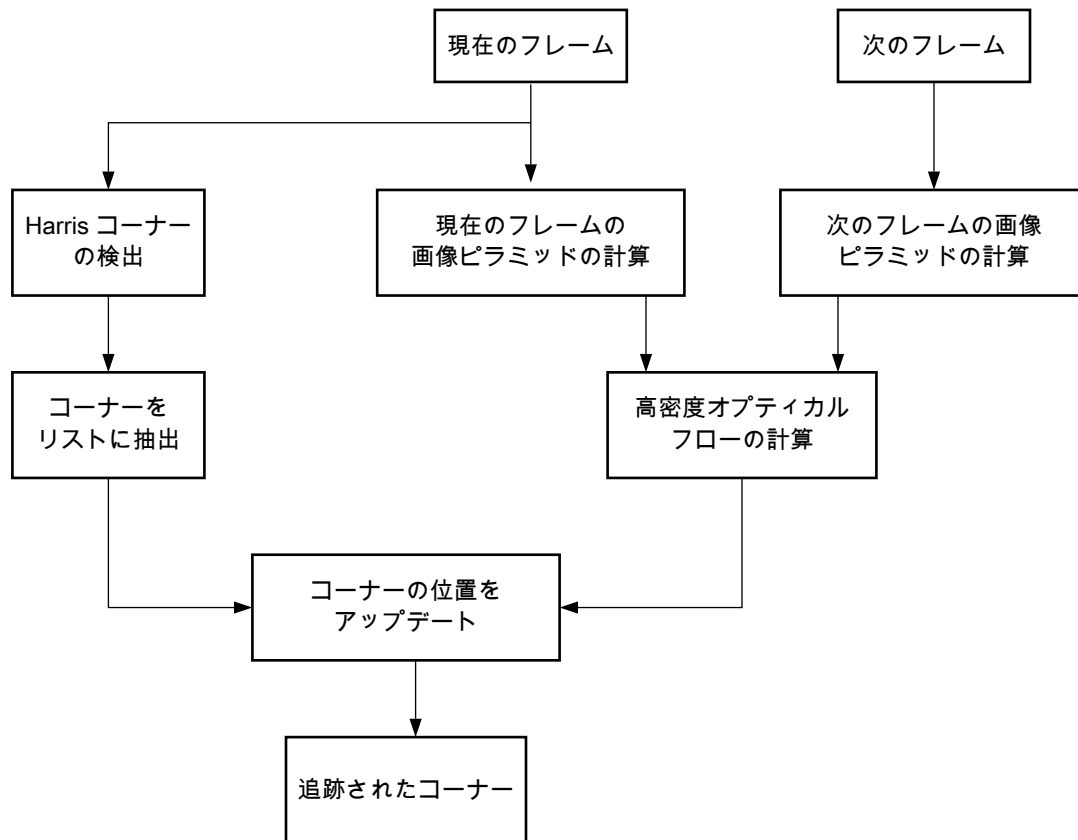 現在のフレーム
次のフレーム
Harris コーナー
の検出
現在のフレームの
画像ピラミッドの計算
次のフレームの画像
ピラミッドの計算
コーナーを
リストに抽出
高密度オプティカル
フローの計算
コーナーの位置を
アップデート
追跡されたコーナー